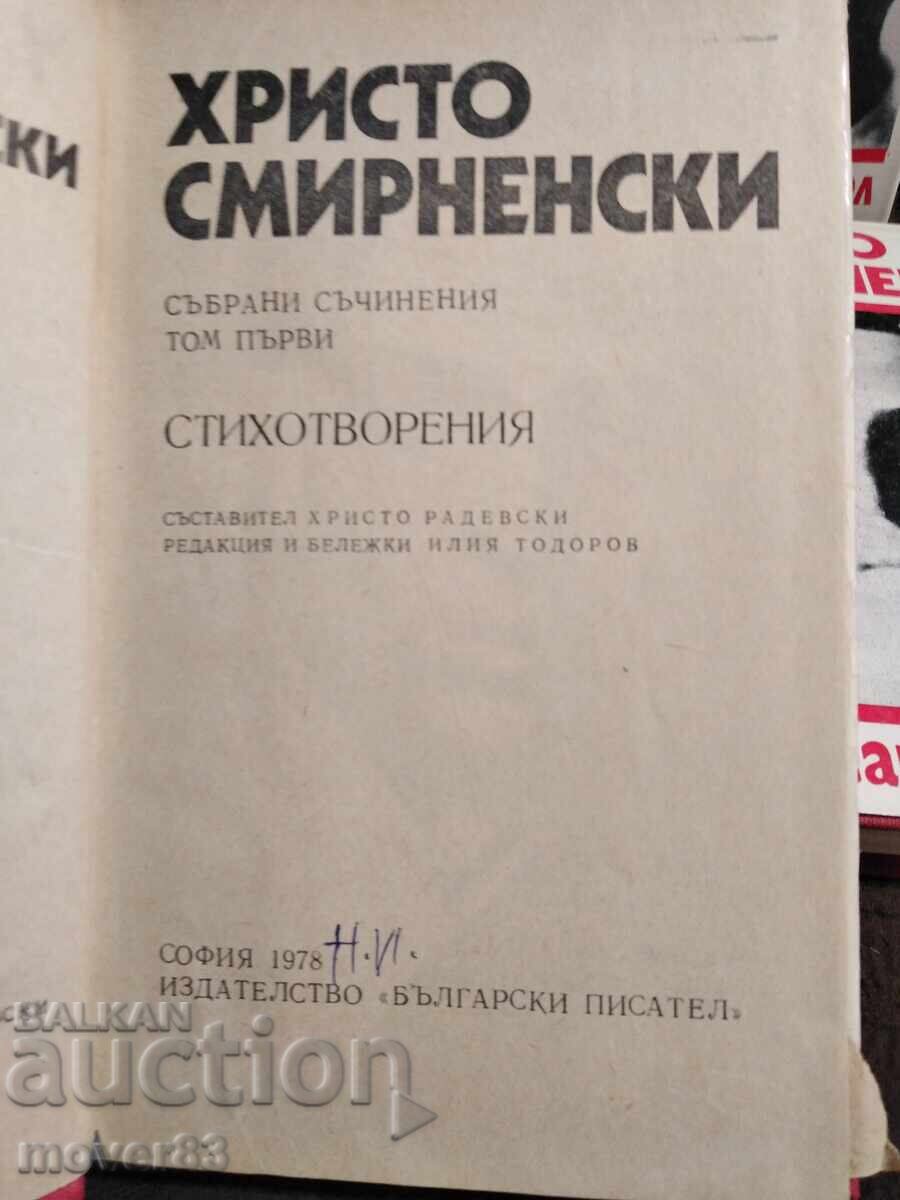 ХРИСТО
СМИРНЕНСКИ
СЪБРАНИ СЪЧИНЕНИЯ
ТОМ ПЪРВИ
СТИХОТВОРЕНИЯ
СЪСТАВИТЕЛ ХРИСТО РАДЕВСКИ
РЕДАКЦИЯ И БЕЛЕЖКИ ИЛИЯ ТОДОРОВ
СОФИЯ 1978 Н.И.
ИЗДАТЕЛСТВО «БЪЛГАРСКИ ПИСАТЕЛ»
СКИ
BALKAN
auction
mover83